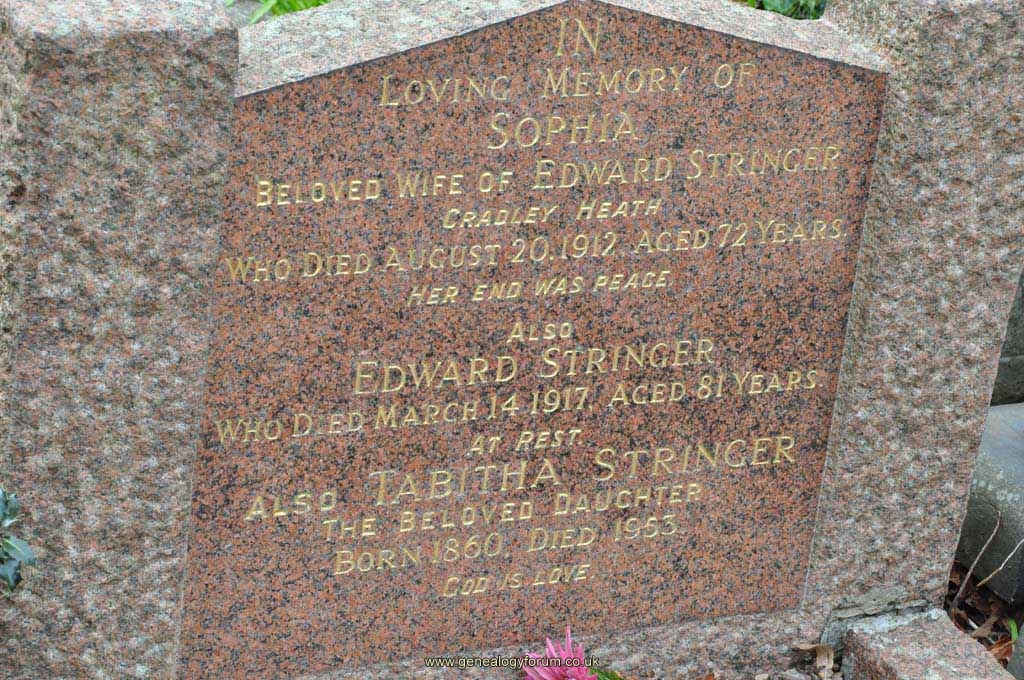 IN
LOVING MEMORY OF
SOPHIA
BELOVED WIFE OF EDWARD STRINGER
CRADLEY HEATH
WHO DIED AUGUST 20. 1912, AGED 72 YEARS.
HER END WAS PEACE.
ALSO
EDWARD STRINGER
WHO DIED MARCH 14 1917, AGED 81 YEARS.
AT REST.
ALSO TABITHA STRINGER
THE BELOVED DAUGHTER
BORN 1860, DIED 1953.
GOD IS LOVE.
www.genealogyforum.co.uk